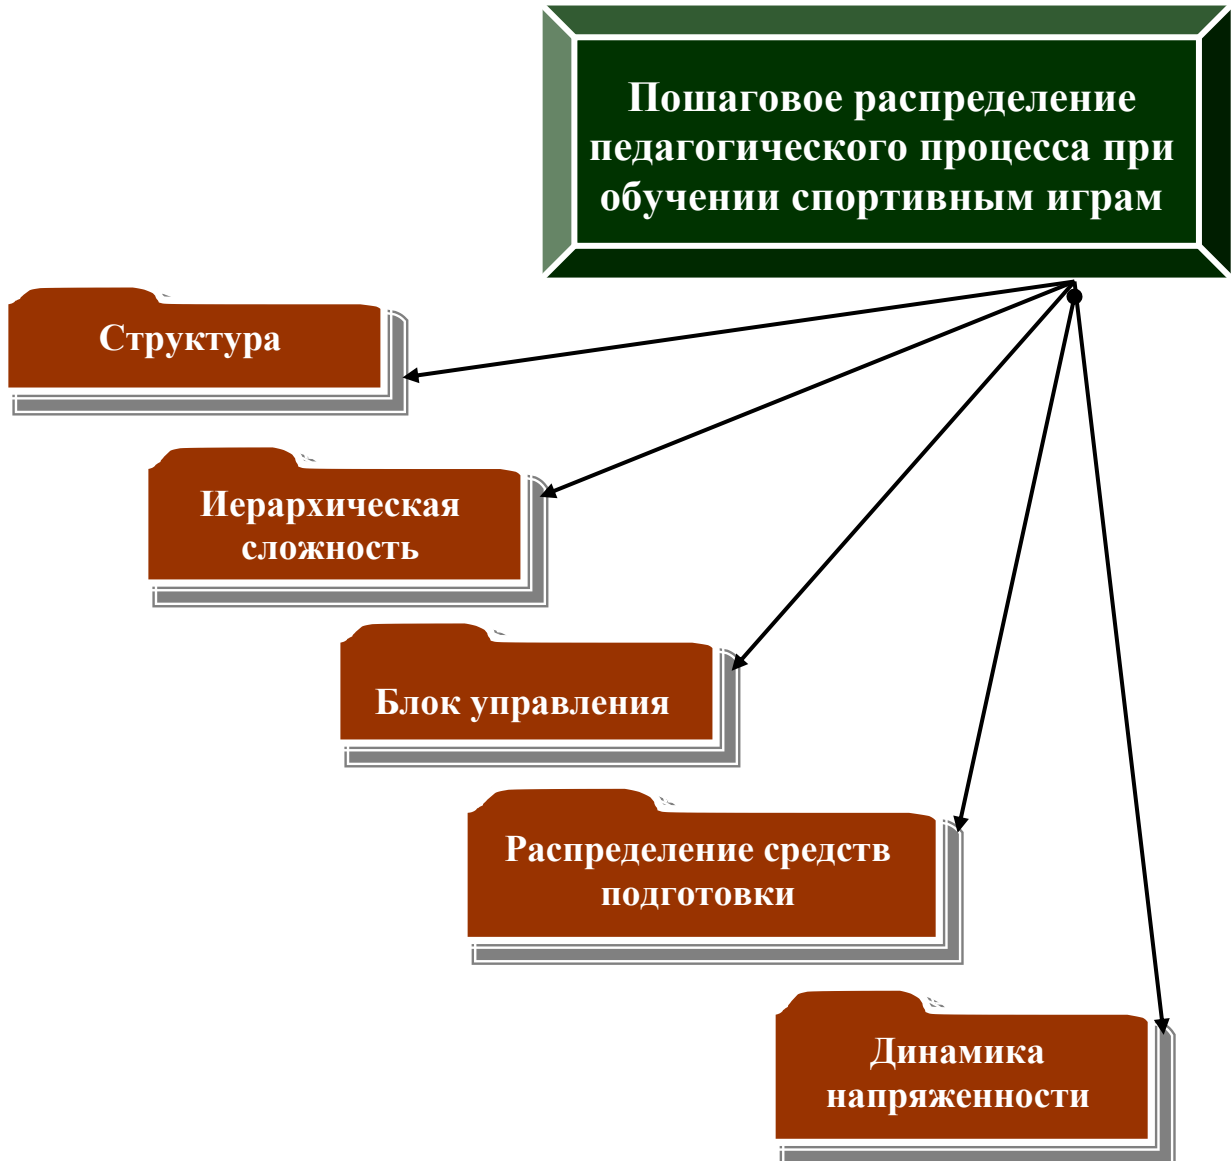 Пошаговое распределение
педагогического процесса при
обучении спортивным играм
Структура
Иерархическая
сложность
Блок управления
Распределение средств
подготовки
Динамика
напряженности